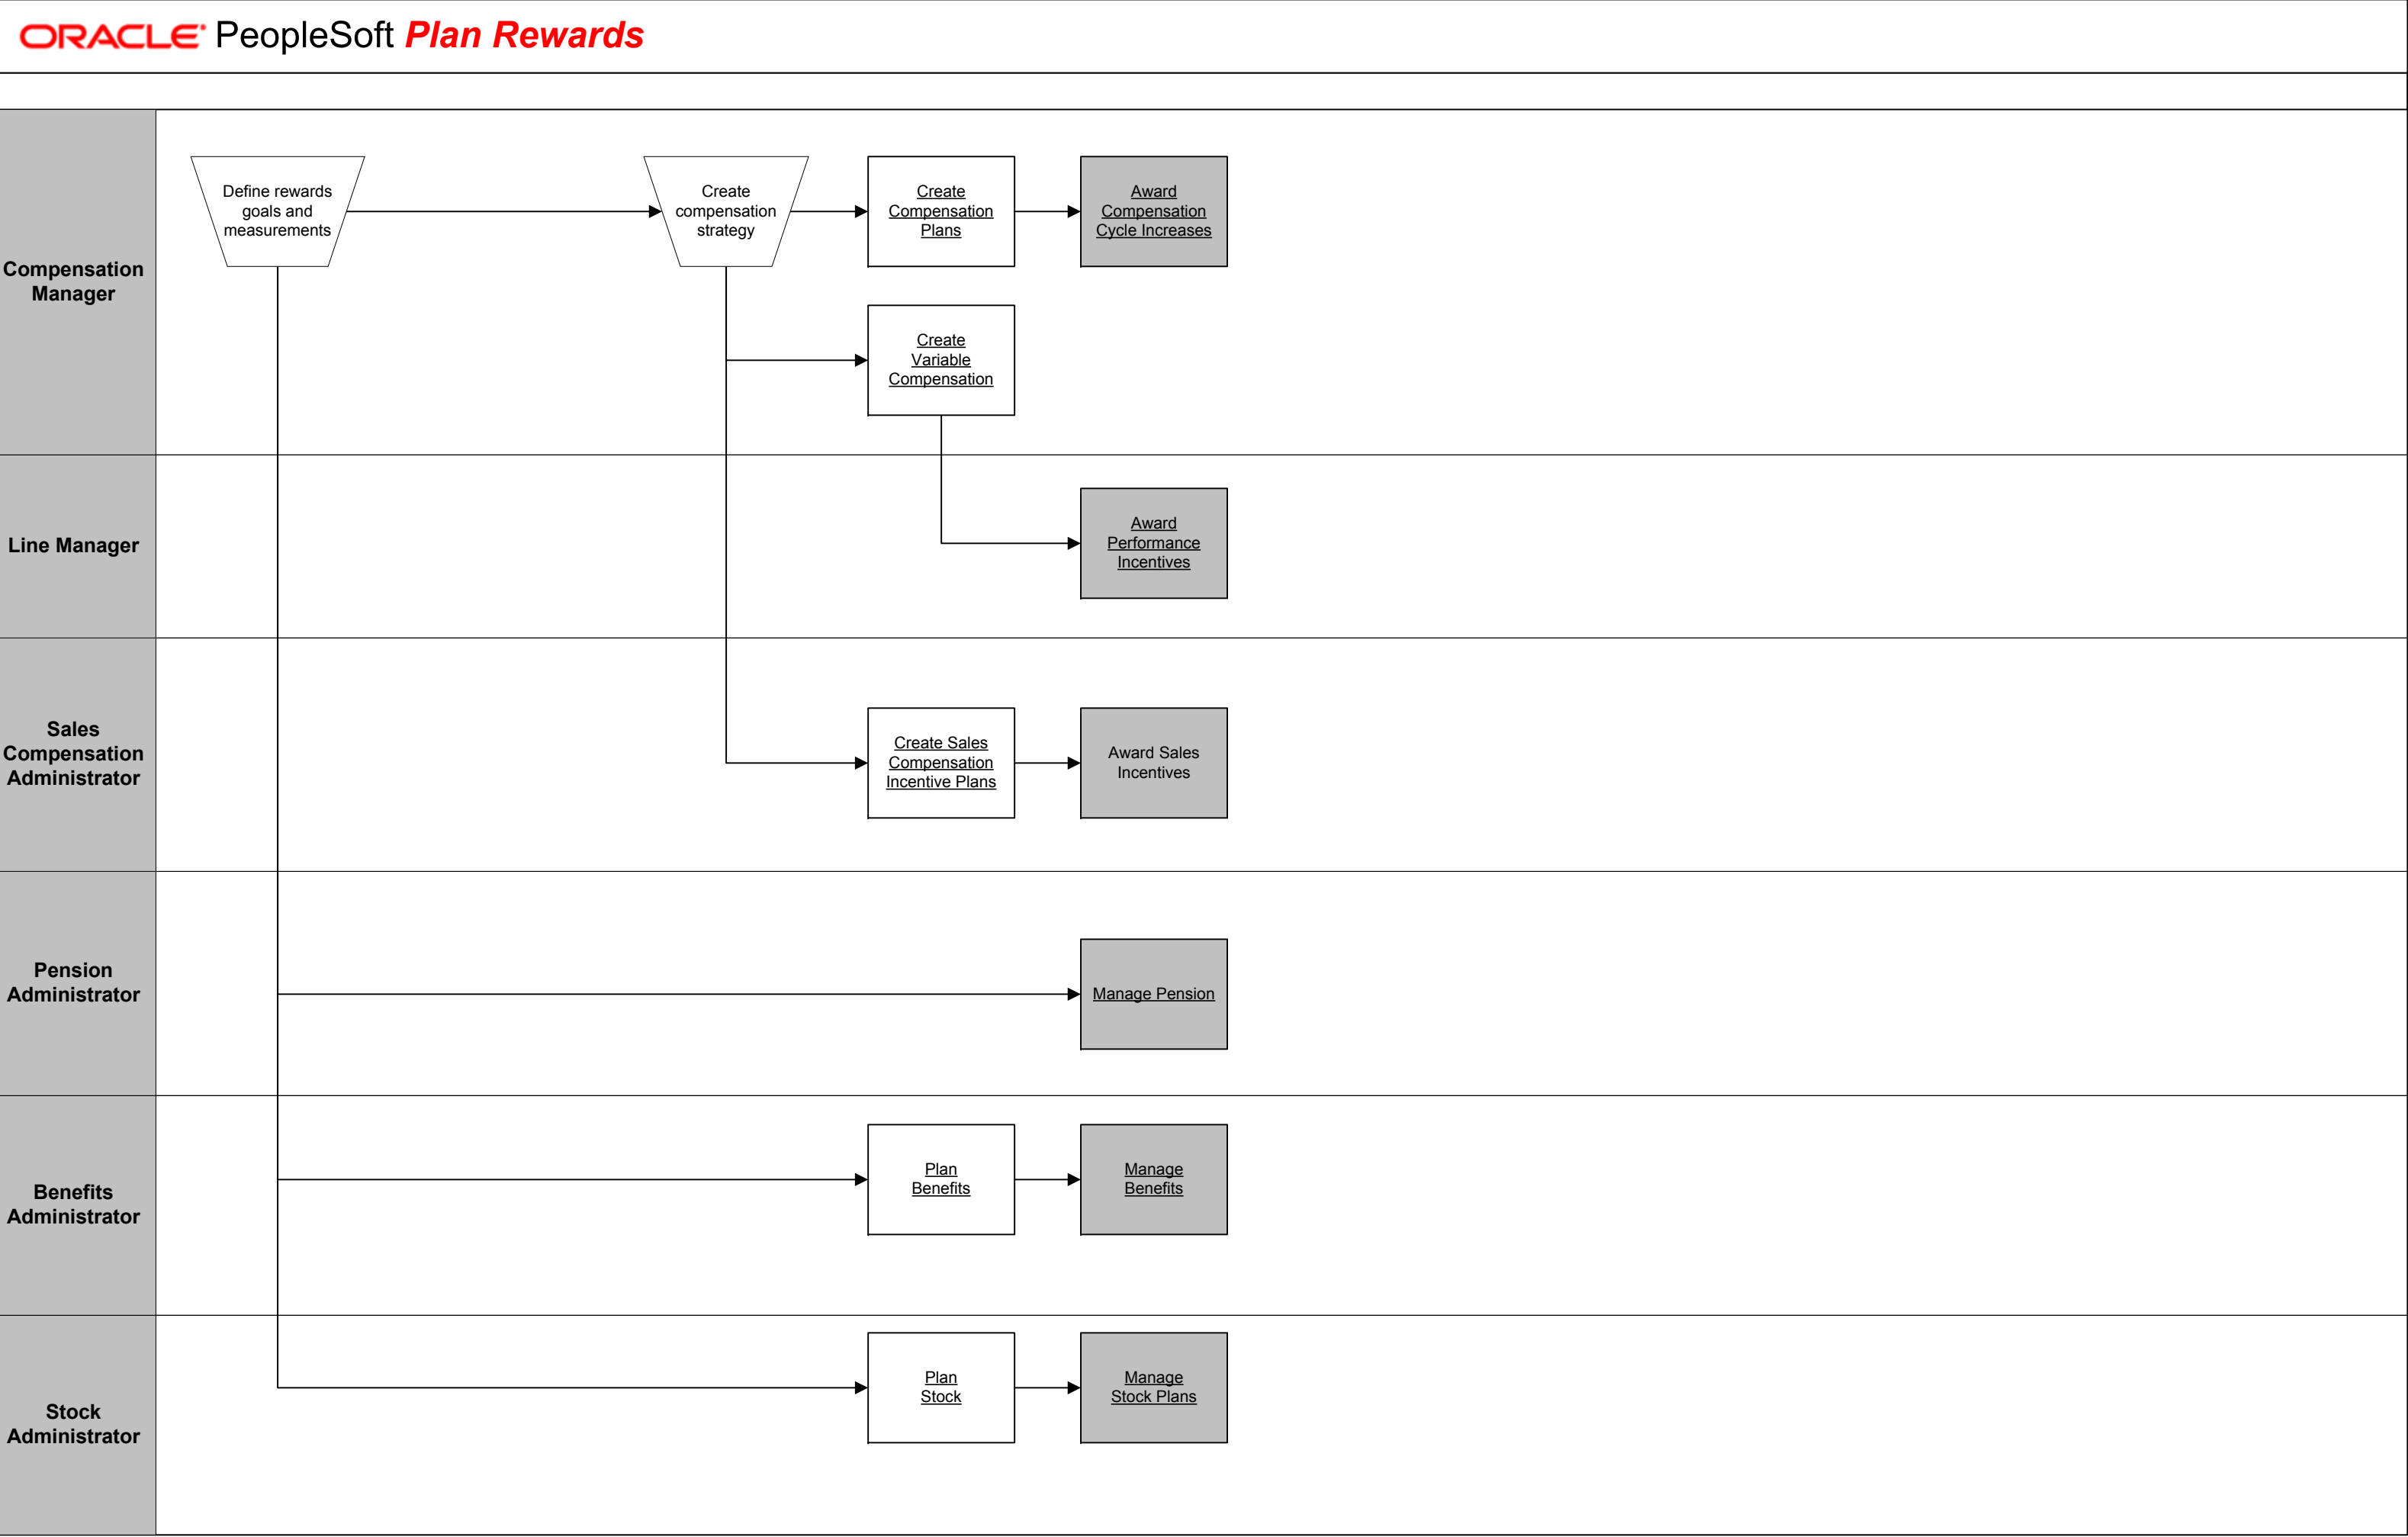 ORACLE PeopleSoft Plan Rewards
Compensation
Manager
Define rewards
goals and
measurements
Create
compensation
strategy
Create
Compensation
Plans
Award
Compensation
Cycle Increases
Create
Variable
Compensation
Line Manager
Award
Performance
Incentives
Sales
Compensation
Administrator
Create Sales
Compensation
Incentive Plans
Award Sales
Incentives
Pension
Administrator
Manage Pension
Benefits
Administrator
Plan
Benefits
Manage
Benefits
Stock
Administrator
Plan
Stock
Manage
Stock Plans